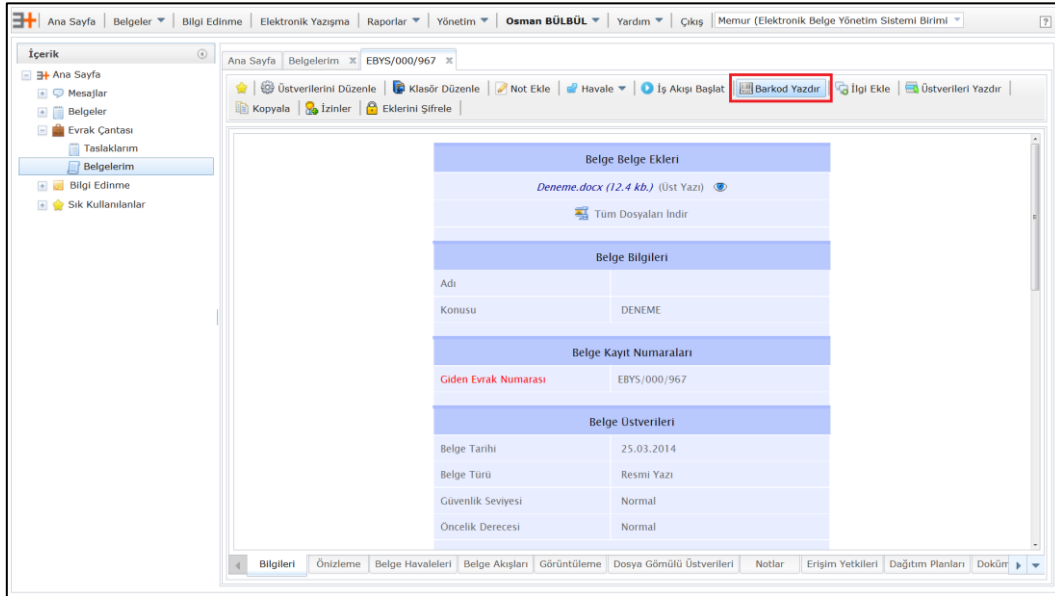 Ana Sayfa Belgeler Bilgi Edinme Elektronik Yazışma Raporlar Yönetim Osman BÜLBÜL Yardım Çıkış Memur (Elektronik Belge Yönetim Sistemi Birimi ?
İçerik
Ana Sayfa
Mesajlar
Belgeler
Evrak Çantası
Taslaklarım
Belgelerim
Bilgi Edinme
Sık Kullanılanlar
Ana Sayfa Belgelerim x EBYS/000/967 x
Üstverilerini Düzenle Klasör Düzenle Not Ekle Havale İş Akışı Başlat Barkod Yazdır İlgi Ekle Üstverileri Yazdır
Kopyala İzinler Eklerini Şifrele
Belge Belge Ekleri
Deneme.docx (12.4 kb.) (Üst Yazı)
Tüm Dosyaları İndir
Belge Bilgileri
Adı
Konusu DENEME
Belge Kayıt Numaraları
Giden Evrak Numarası EBYS/000/967
Belge Üstverileri
Belge Tarihi 25.03.2014
Belge Türü Resmi Yazı
Güvenlik Seviyesi Normal
Öncelik Derecesi Normal
Bilgileri Önizleme Belge Havaleleri Belge Akışları Görüntüleme Dosya Gömülü Üstverileri Notlar Erişim Yetkileri Dağıtım Planları Doküm